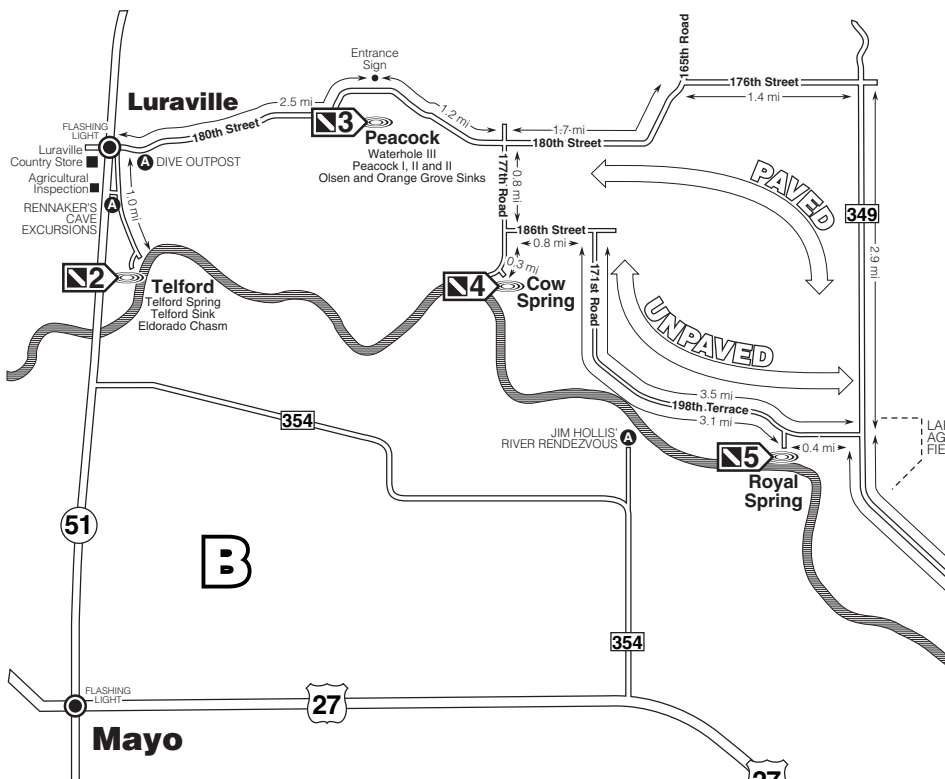 Entrance
Sign
165th Road
176th Street
1.4 mi
Luraville
2.5 mi
180th Street
3
Peacock
Waterhole III
Peacock I, II and II
Olsen and Orange Grove Sinks
1.2 mi
1.7 mi
180th Street
FLASHING
LIGHT
Luraville
Country Store
A DIVE OUTPOST
Agricultural
Inspection
A
RENNAKER'S
CAVE
EXCURSIONS
1.0 mi
177th Road
0.8 mi
PAVED
349
2.9 mi
186th Street
0.8 mi
0.3 mi
171st Road
2
Telford
Telford Spring
Telford Sink
Eldorado Chasm
4
Cow
Spring
UNPAVED
3.5 mi
198th Terrace
3.1 mi
354
JIM HOLLIS'
RIVER RENDEZVOUS
A
5
Royal
Spring
0.4 mi
51
B
354
FLASHING
LIGHT
27
Mayo
27